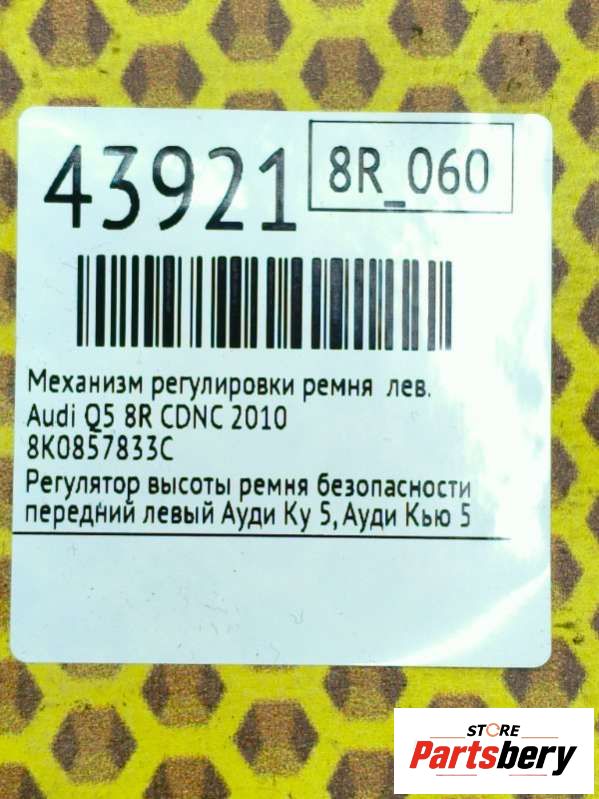 43921
8R_060
Механизм регулировки ремня лев.
Audi Q5 8R CDNC 2010
8K0857833C
Регулятор высоты ремня безопасности
передний левый Ауди Ку 5, Ауди Кью 5
STORE
Partsbery